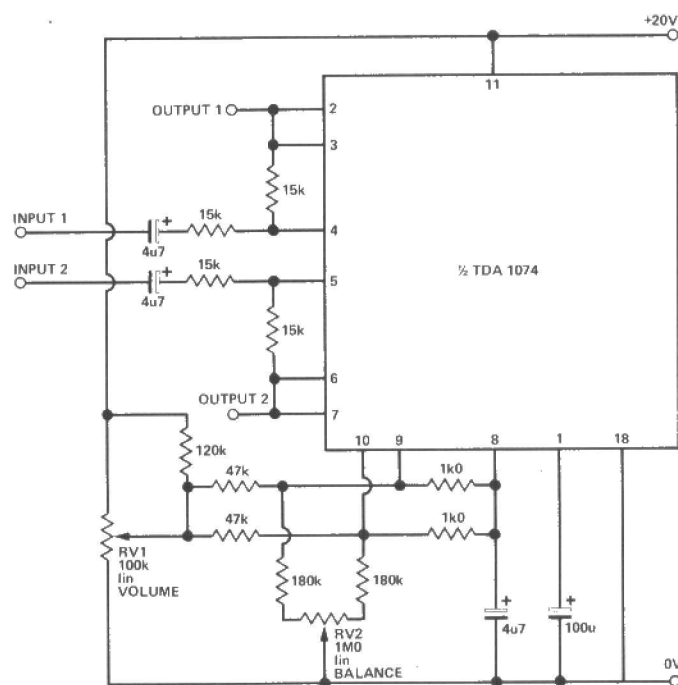 +20V
11
OUTPUT 1
2
3
15k
INPUT 1
15k
4
4u7
+
INPUT 2
15k
5
4u7
+
½ TDA 1074
15k
6
OUTPUT 2
7
10
9
8
1
18
120k
47k
1k0
47k
1k0
RV1
100k
lin
VOLUME
180k
180k
+
4u7
+
100u
RV2
1M0
lin
BALANCE
0V